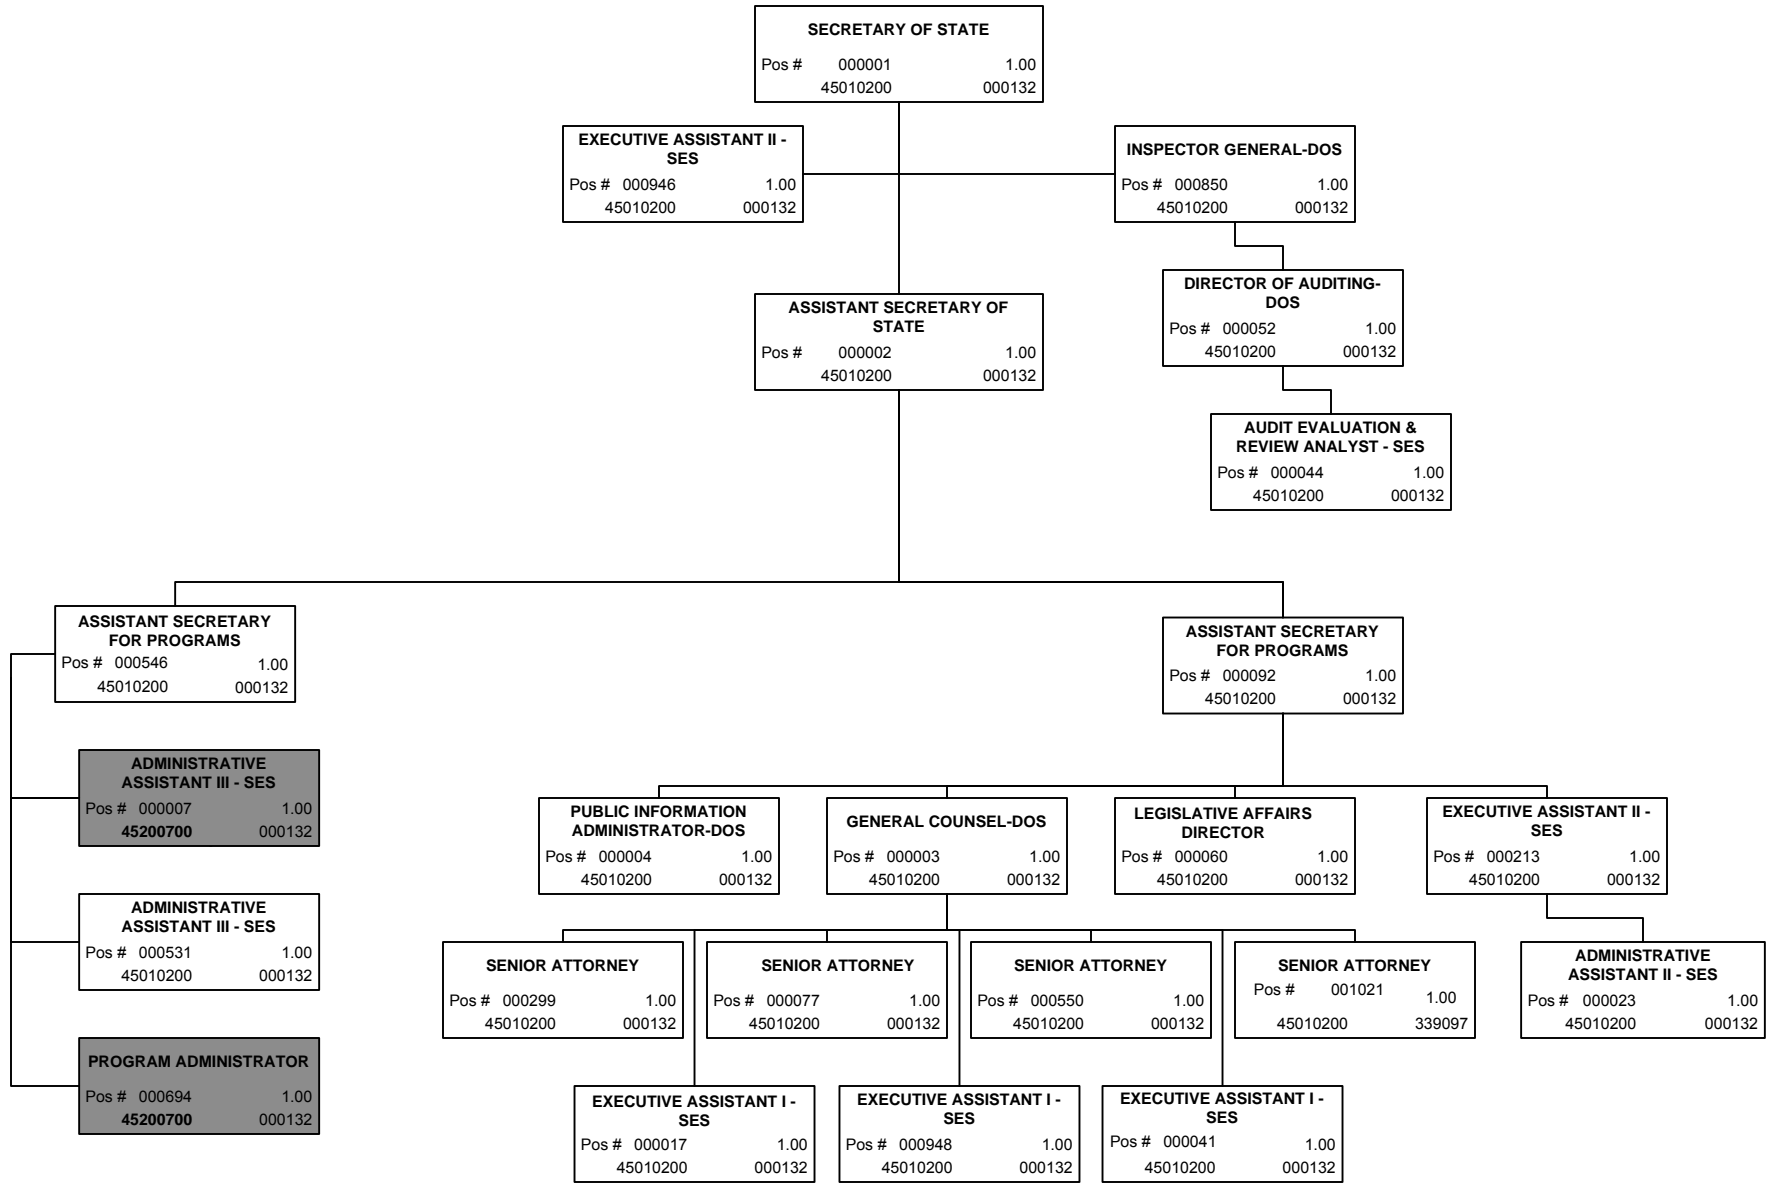 SECRETARY OF STATE
Pos # 000001 1.00
45010200 000132
EXECUTIVE ASSISTANT II -
SES
Pos # 000946 1.00
45010200 000132
INSPECTOR GENERAL-DOS
Pos # 000850 1.00
45010200 000132
DIRECTOR OF AUDITING-
DOS
Pos # 000052 1.00
45010200 000132
ASSISTANT SECRETARY OF
STATE
Pos # 000002 1.00
45010200 000132
AUDIT EVALUATION &
REVIEW ANALYST - SES
Pos # 000044 1.00
45010200 000132
ASSISTANT SECRETARY
FOR PROGRAMS
Pos # 000546 1.00
45010200 000132
ASSISTANT SECRETARY
FOR PROGRAMS
Pos # 000092 1.00
45010200 000132
ADMINISTRATIVE
ASSISTANT III - SES
Pos # 000007 1.00
45200700 000132
ADMINISTRATIVE
ASSISTANT III - SES
Pos # 000531 1.00
45010200 000132
PROGRAM ADMINISTRATOR
Pos # 000694 1.00
45200700 000132
PUBLIC INFORMATION
ADMINISTRATOR-DOS
Pos # 000004 1.00
45010200 000132
GENERAL COUNSEL-DOS
Pos # 000003 1.00
45010200 000132
LEGISLATIVE AFFAIRS
DIRECTOR
Pos # 000060 1.00
45010200 000132
EXECUTIVE ASSISTANT II -
SES
Pos # 000213 1.00
45010200 000132
SENIOR ATTORNEY
Pos # 000299 1.00
45010200 000132
SENIOR ATTORNEY
Pos # 000077 1.00
45010200 000132
SENIOR ATTORNEY
Pos # 000550 1.00
45010200 000132
SENIOR ATTORNEY
Pos # 001021 1.00
45010200 339097
ADMINISTRATIVE
ASSISTANT II - SES
Pos # 000023 1.00
45010200 000132
EXECUTIVE ASSISTANT I -
SES
Pos # 000017 1.00
45010200 000132
EXECUTIVE ASSISTANT I -
SES
Pos # 000948 1.00
45010200 000132
EXECUTIVE ASSISTANT I -
SES
Pos # 000041 1.00
45010200 000132